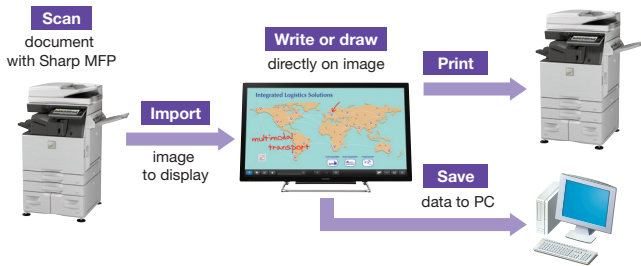 Scan
document
with Sharp MFP
Import
image
to display
Write or draw
directly on image
Integrated Logistics Solutions
multimodal
transport
Print
Save
data to PC